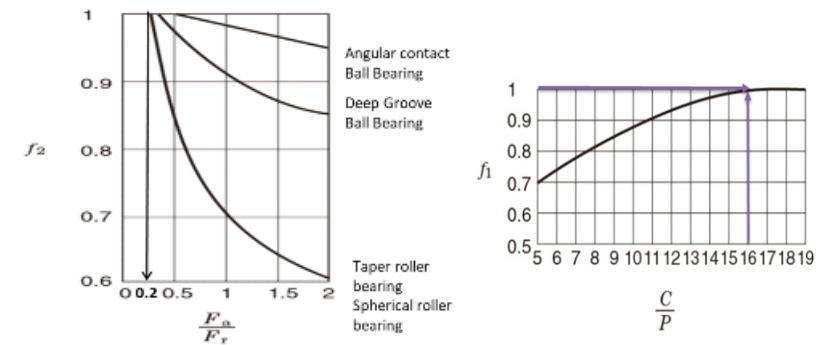 1
0.9
f₂
0.8
0.7
0.6
0 0.2 0.5 1 1.5 2
Fₐ
Fᵣ
Angular contact
Ball Bearing
Deep Groove
Ball Bearing
Taper roller
bearing
Spherical roller
bearing
1
0.9
0.8
f₁
0.7
0.6
0.5
5 6 7 8 9 10 11 12 13 14 15 16 17 18 19
C
P